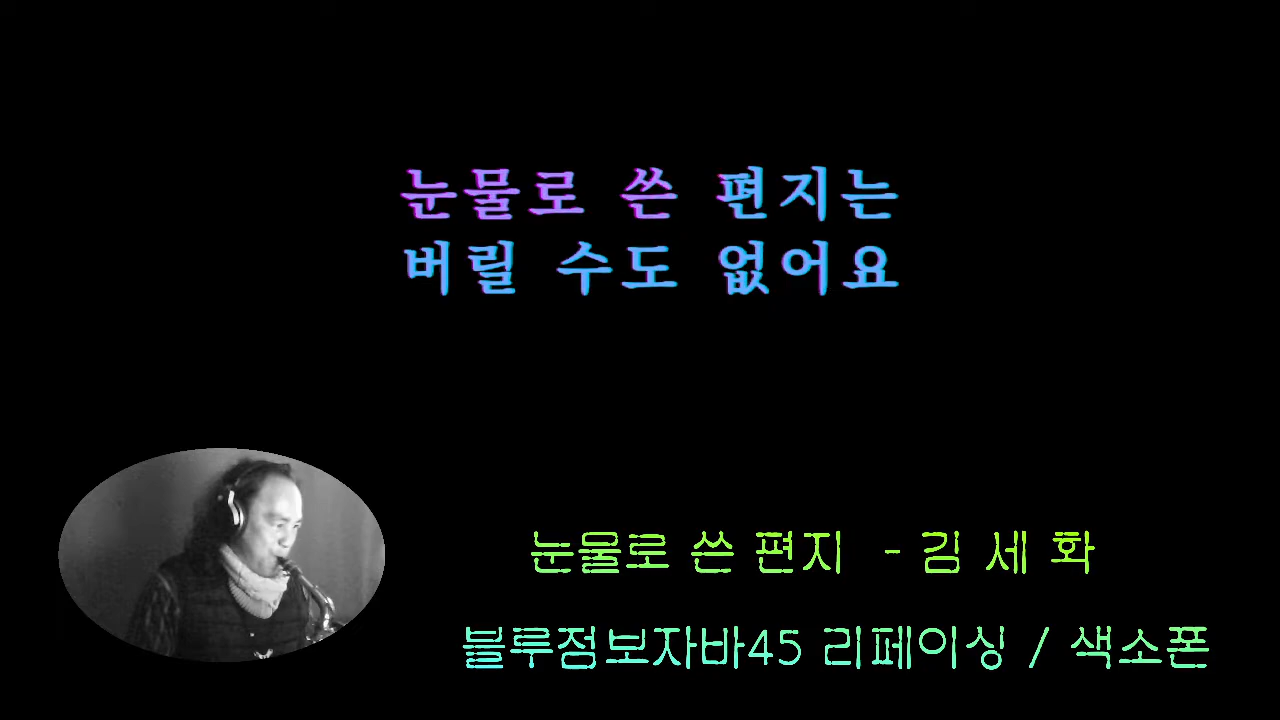 눈물로 쓴 편지는
버릴 수도 없어요
눈물로 쓴 편지 - 김 세 화
블루점보자바45 리페이싱 / 색소폰